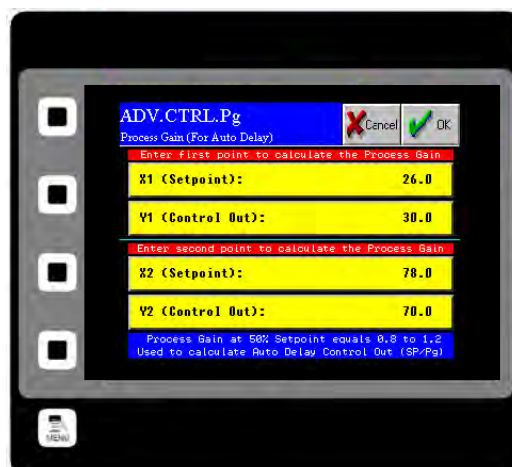 ADV.CTRL.Pg
Process Gain (For Auto Delay)
Cancel
OK
Enter first point to calculate the Process Gain
X1 (Setpoint): 26.0
Y1 (Control Out): 30.0
Enter second point to calculate the Process Gain
X2 (Setpoint): 78.0
Y2 (Control Out): 70.0
Process Gain at 50% Setpoint equals 0.8 to 1.2
Used to calculate Auto Delay Control Out (SP/Pg)
MENU